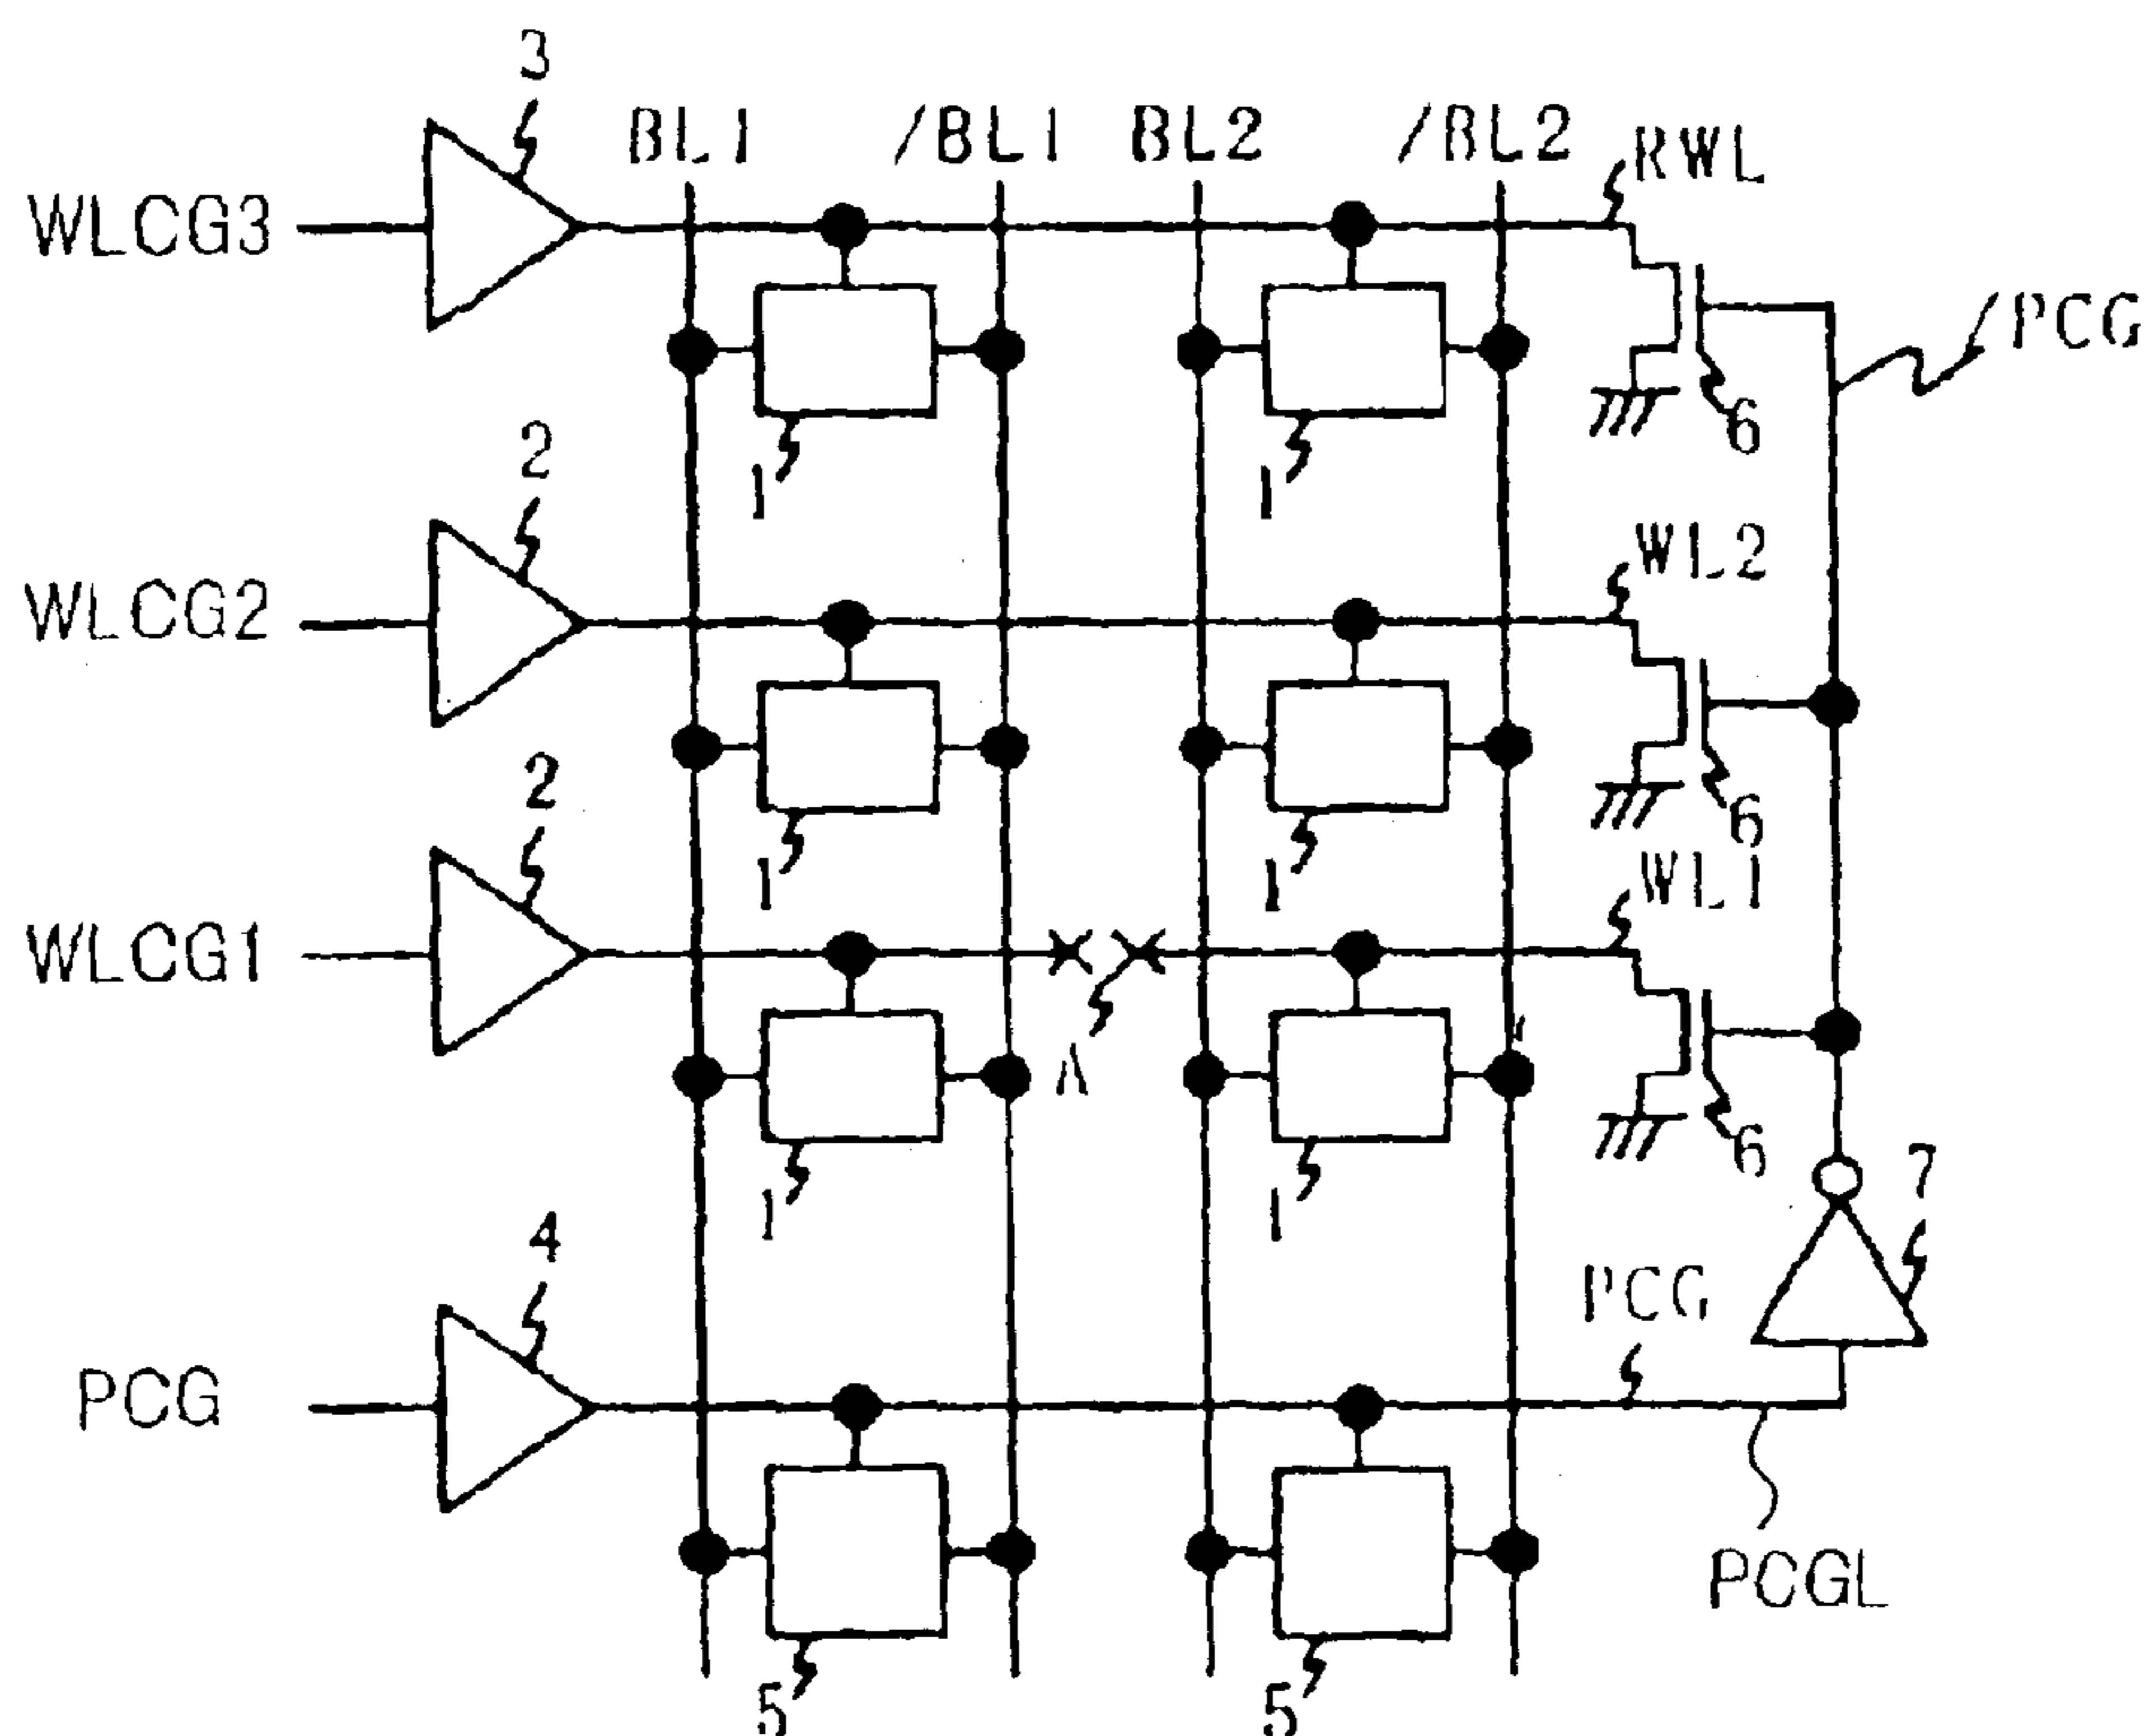 3
BL1 /BL1 BL2 /BL2 RWL
WLCG3
/PCG
6
1 1
2
WL2
WLCG2
6
2
1 1
WL1
WLCG1
A
6
7
1 1
4
PCG
PCG
PCGL
5 5